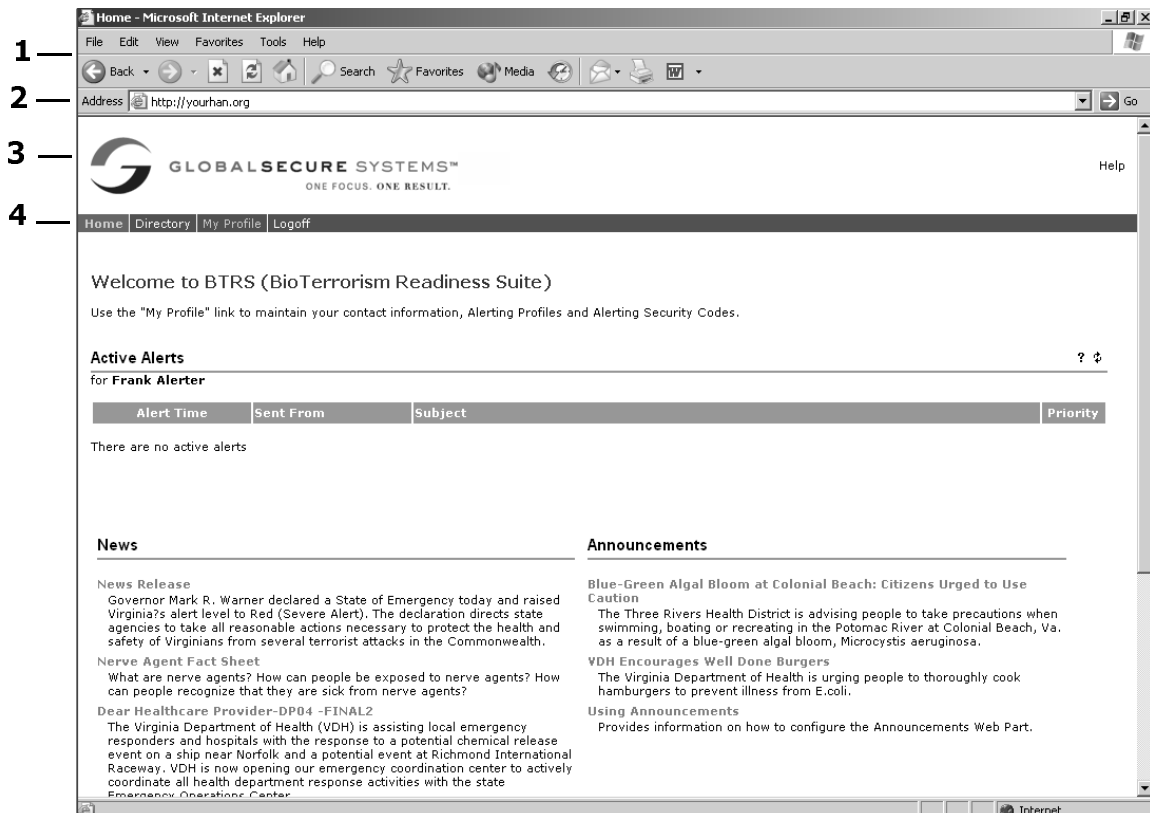 Home - Microsoft Internet Explorer
File Edit View Favorites Tools Help
1
Back Search Favorites Media
2
Address http://yourhan.org Go
3
GLOBALSECURE SYSTEMS™
ONE FOCUS. ONE RESULT.
Help
4
Home Directory My Profile Logoff
Welcome to BTRS (BioTerrorism Readiness Suite)
Use the "My Profile" link to maintain your contact information, Alerting Profiles and Alerting Security Codes.
Active Alerts ?
for Frank Alerter
Alert Time Sent From Subject Priority
There are no active alerts
News
News Release
Governor Mark R. Warner declared a State of Emergency today and raised
Virginia?s alert level to Red (Severe Alert). The declaration directs state
agencies to take all reasonable actions necessary to protect the health and
safety of Virginians from several terrorist attacks in the Commonwealth.
Nerve Agent Fact Sheet
What are nerve agents? How can people be exposed to nerve agents? How
can people recognize that they are sick from nerve agents?
Dear Healthcare Provider-DP04 -FINAL2
The Virginia Department of Health (VDH) is assisting local emergency
responders and hospitals with the response to a potential chemical release
event on a ship near Norfolk and a potential event at Richmond International
Raceway. VDH is now opening our emergency coordination center to actively
coordinate all health department response activities with the state
Emergency Operations Center
Announcements
Blue-Green Algal Bloom at Colonial Beach: Citizens Urged to Use
Caution
The Three Rivers Health District is advising people to take precautions when
swimming, boating or recreating in the Potomac River at Colonial Beach, Va.
as a result of a blue-green algal bloom, Microcystis aeruginosa.
VDH Encourages Well Done Burgers
The Virginia Department of Health is urging people to thoroughly cook
hamburgers to prevent illness from E.coli.
Using Announcements
Provides information on how to configure the Announcements Web Part.
Internet